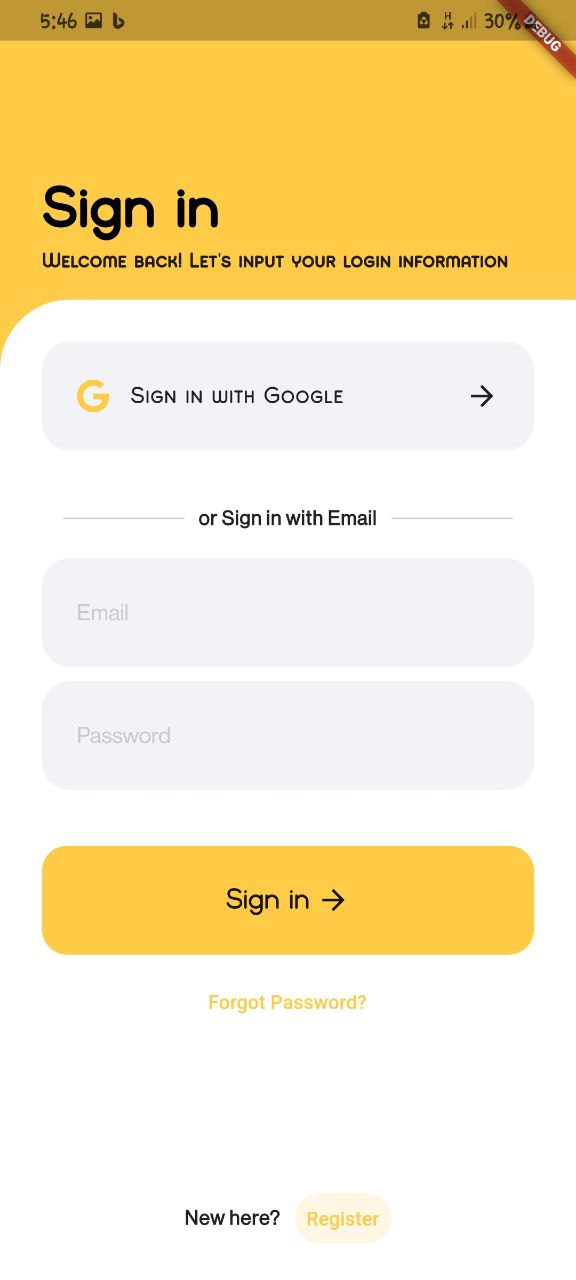 5:46
H
30%
DEBUG
Sign in
Welcome back! Let's input your login information
Sign in with Google
or Sign in with Email
Email
Password
Sign in
Forgot Password?
New here? Register